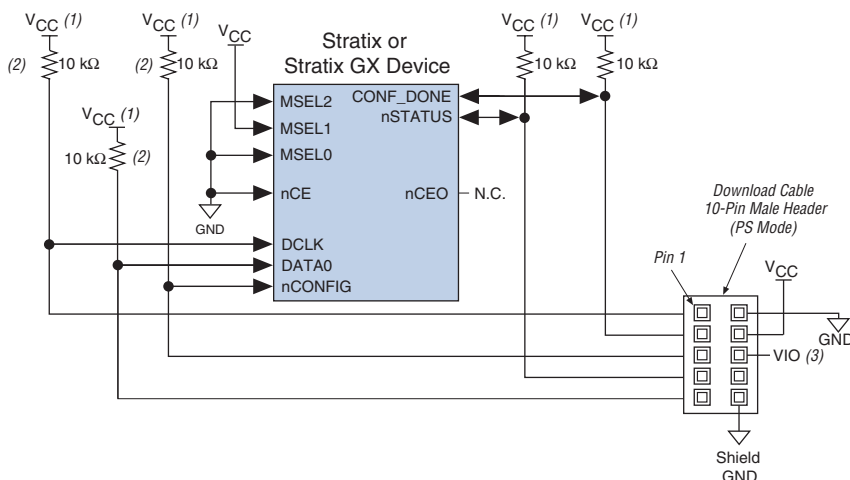 VCC (1)
VCC (1)
VCC
VCC (1)
VCC (1)
(2) 10 kΩ
(2) 10 kΩ
10 kΩ
10 kΩ
Stratix or
Stratix GX Device
VCC (1)
10 kΩ (2)
MSEL2
MSEL1
MSEL0
nCE
GND
DCLK
DATA0
nCONFIG
CONF_DONE
nSTATUS
nCEO
N.C.
Download Cable
10-Pin Male Header
(PS Mode)
Pin 1
VCC
GND
VIO (3)
Shield
GND